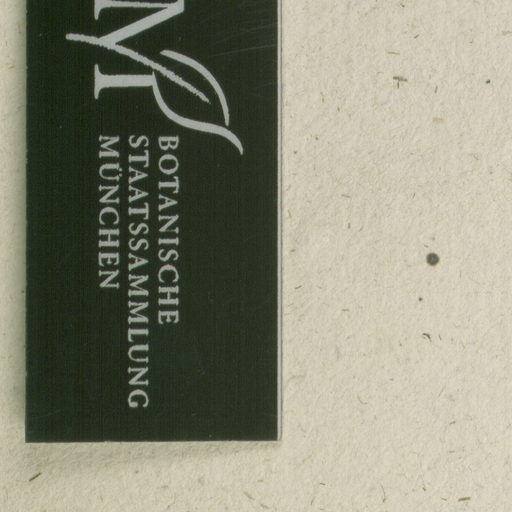 M
BOTANISCHE
STAATSSAMMLUNG
MÜNCHEN